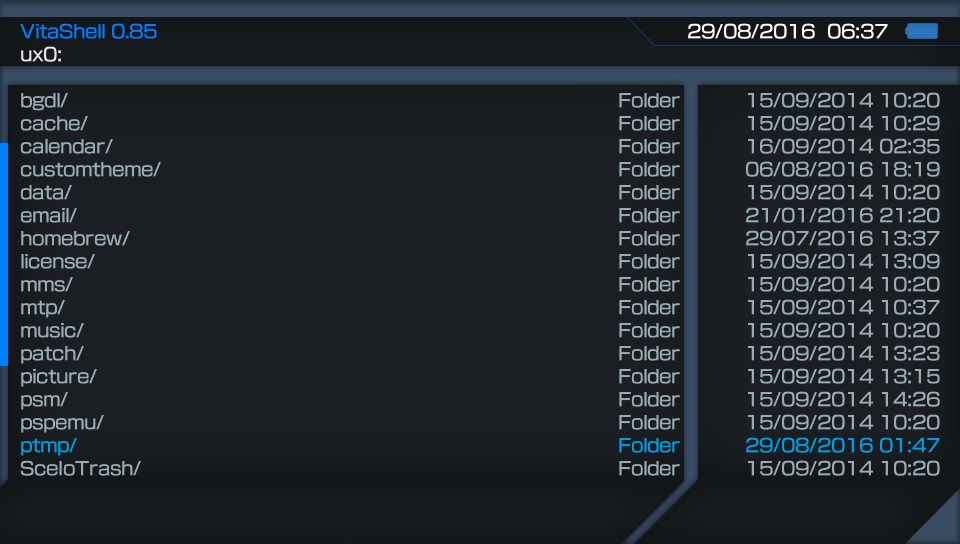 VitaShell 0.85 29/08/2016 06:37
ux0:
bgdl/ Folder 15/09/2014 10:20
cache/ Folder 15/09/2014 10:29
calendar/ Folder 16/09/2014 02:35
customtheme/ Folder 06/08/2016 18:19
data/ Folder 15/09/2014 10:20
email/ Folder 21/01/2016 21:20
homebrew/ Folder 29/07/2016 13:37
license/ Folder 15/09/2014 13:09
mms/ Folder 15/09/2014 10:20
mtp/ Folder 15/09/2014 10:37
music/ Folder 15/09/2014 10:20
patch/ Folder 15/09/2014 13:23
picture/ Folder 15/09/2014 13:15
psm/ Folder 15/09/2014 14:26
pspemu/ Folder 15/09/2014 10:20
ptmp/ Folder 29/08/2016 01:47
SceIoTrash/ Folder 15/09/2014 10:20